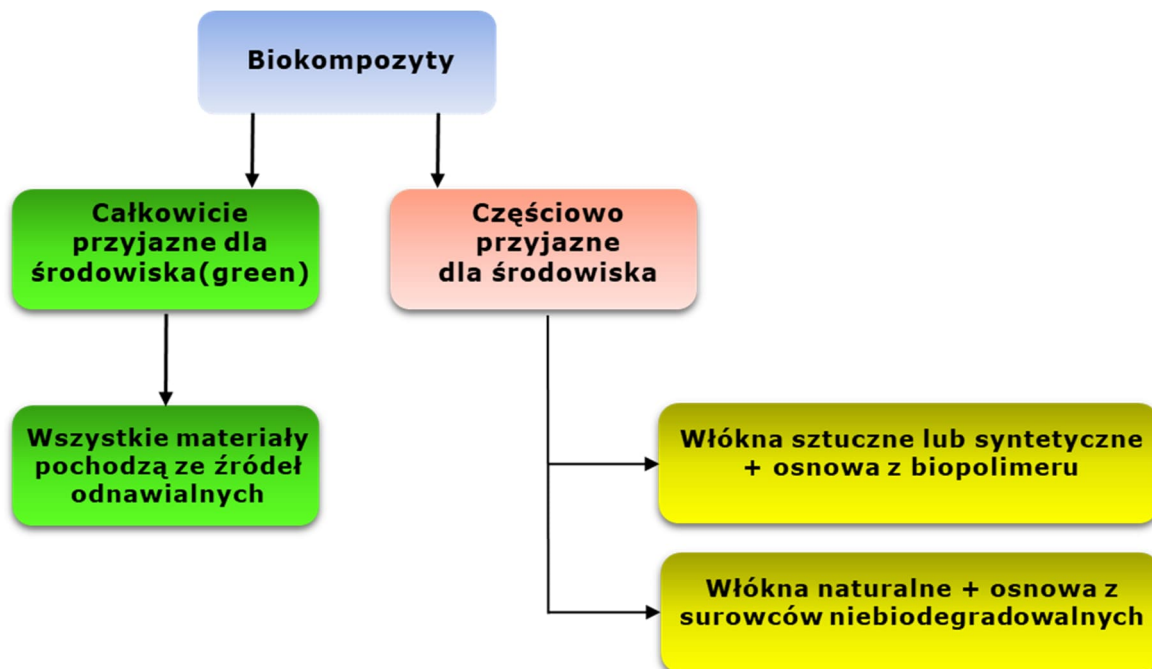 Biokompozyty
Całkowicie
przyjazne dla
środowiska(green)
Częściowo
przyjazne
dla środowiska
Wszystkie materiały
pochodzą ze źródeł
odnawialnych
Włókna sztuczne lub syntetyczne
+ osnowa z biopolimeru
Włókna naturalne + osnowa z
surowców niebiodegradowalnych